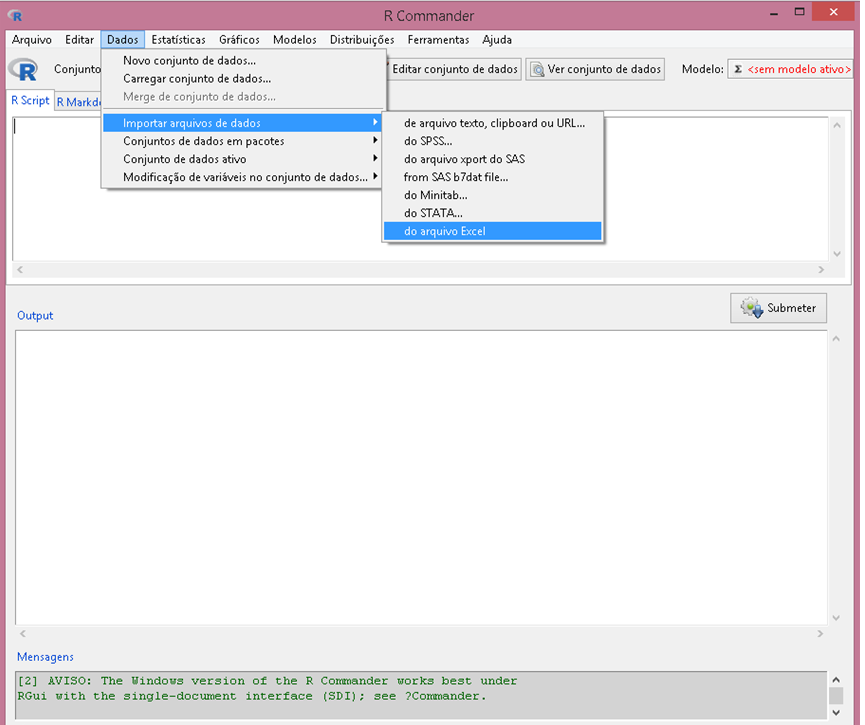 R Commander
Arquivo Editar Dados Estatísticas Gráficos Modelos Distribuições Ferramentas Ajuda
R Conjunto Editar conjunto de dados Ver conjunto de dados Modelo: Σ <sem modelo ativo>
Novo conjunto de dados...
Carregar conjunto de dados...
Merge de conjunto de dados...
R Script R Markd
Importar arquivos de dados
Conjuntos de dados em pacotes
Conjunto de dados ativo
Modificação de variáveis no conjunto de dados...
de arquivo texto, clipboard ou URL...
do SPSS...
do arquivo xport do SAS
from SAS b7dat file...
do Minitab...
do STATA...
do arquivo Excel
Submeter
Output
Mensagens
[2] AVISO: The Windows version of the R Commander works best under
RGui with the single-document interface (SDI); see ?Commander.